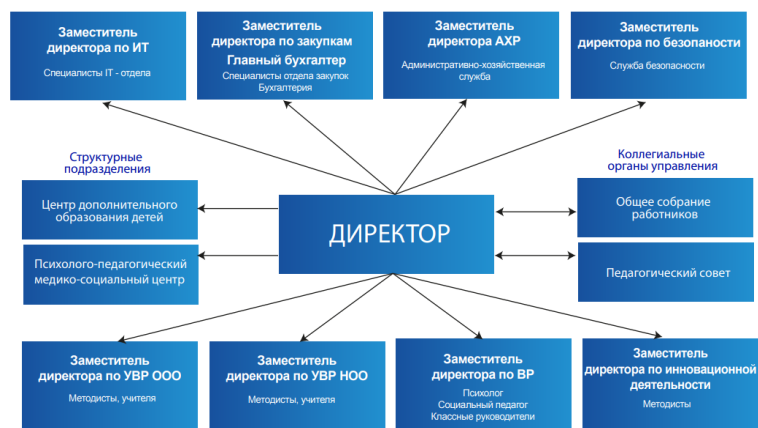 Заместитель
директора по ИТ
Специалисты IT - отдела
Заместитель
директора по закупкам
Главный бухгалтер
Специалисты отдела закупок
Бухгалтерия
Заместитель
директора АХР
Административно-хозяйственная
служба
Заместитель
директора по безопаности
Служба безопасности
Структурные
подразделения
Коллегиальные
органы управления
Центр дополнительного
образования детей
ДИРЕКТОР
Общее собрание
работников
Психолого-педагогический
медико-социальный центр
Педагогический совет
Заместитель
директора по УВР ООО
Методисты, учителя
Заместитель
директора по УВР НОО
Методисты, учителя
Заместитель
директора по ВР
Психолог
Социальный педагог
Классные руководители
Заместитель
директора по инновационной
деятельности
Методисты